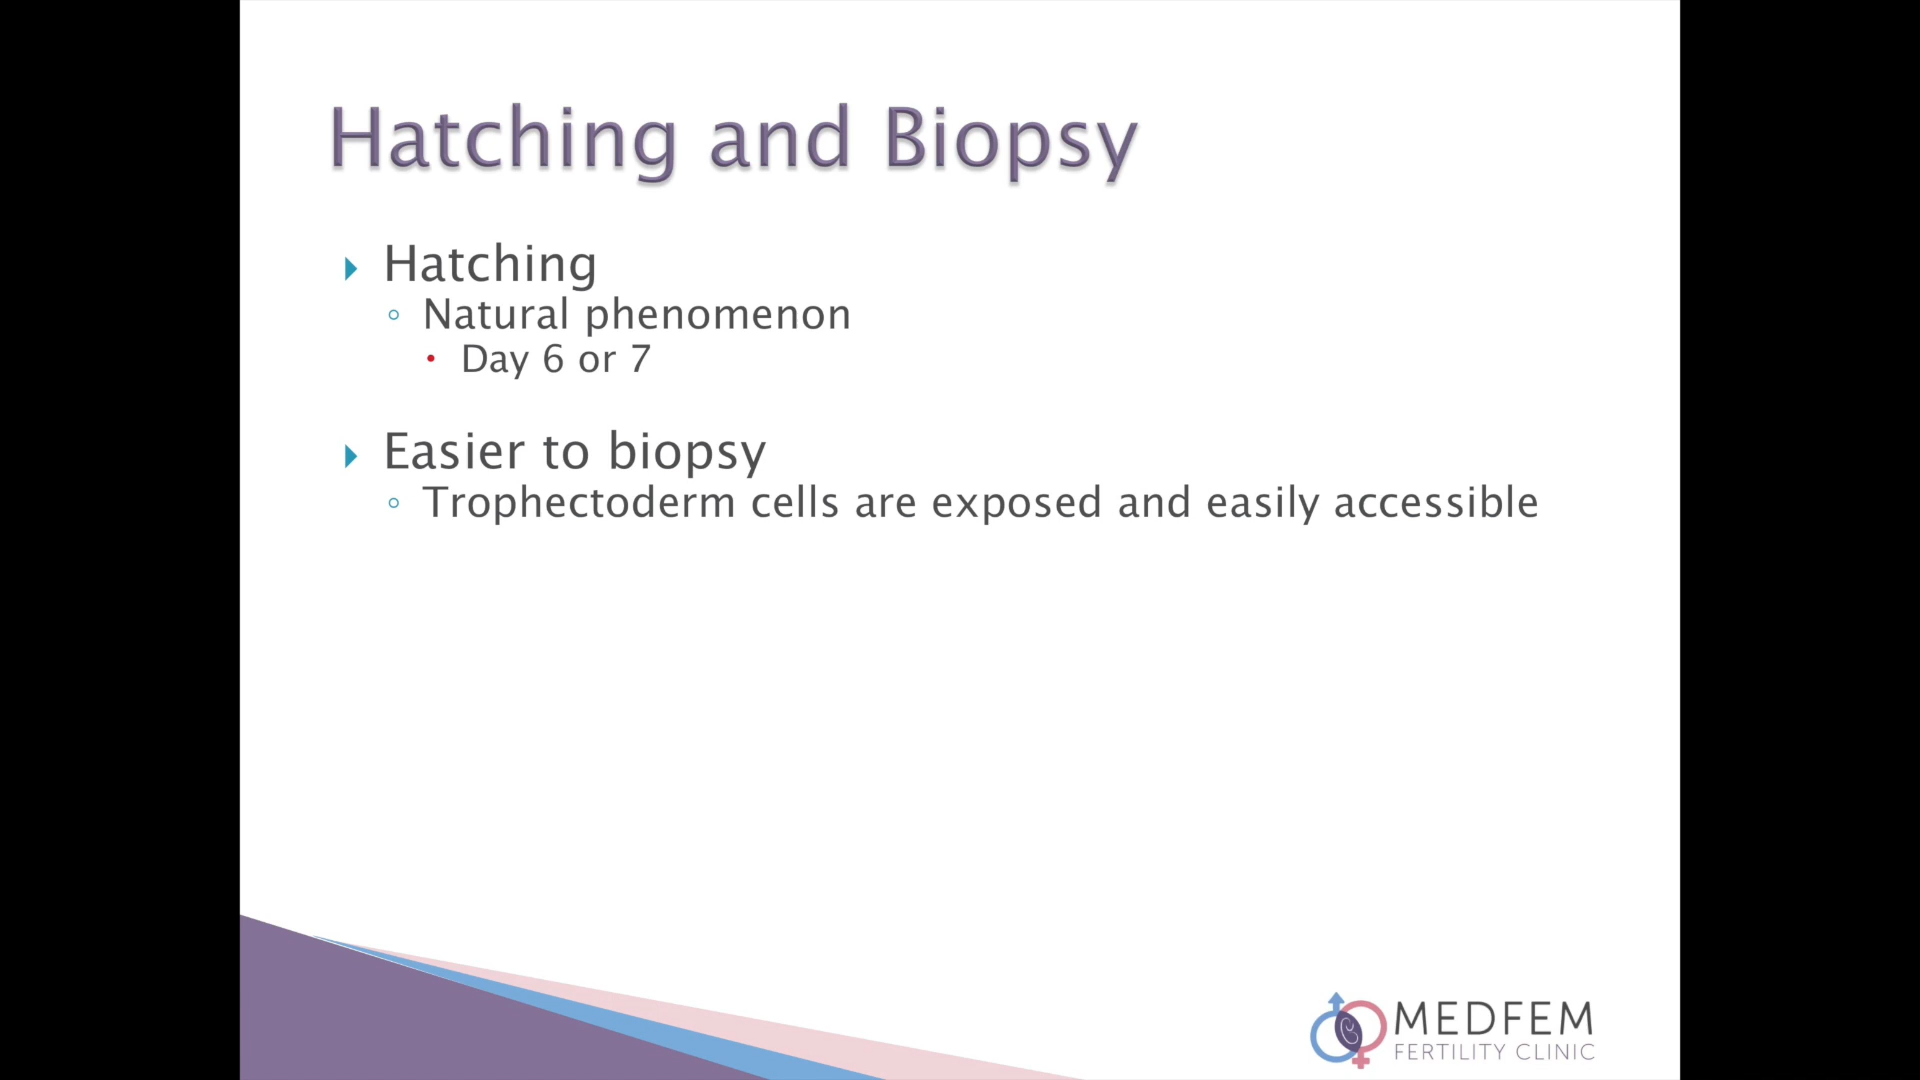 Hatching and Biopsy
Hatching
Natural phenomenon
Day 6 or 7
Easier to biopsy
Trophectoderm cells are exposed and easily accessible
MEDFEM
FERTILITY CLINIC